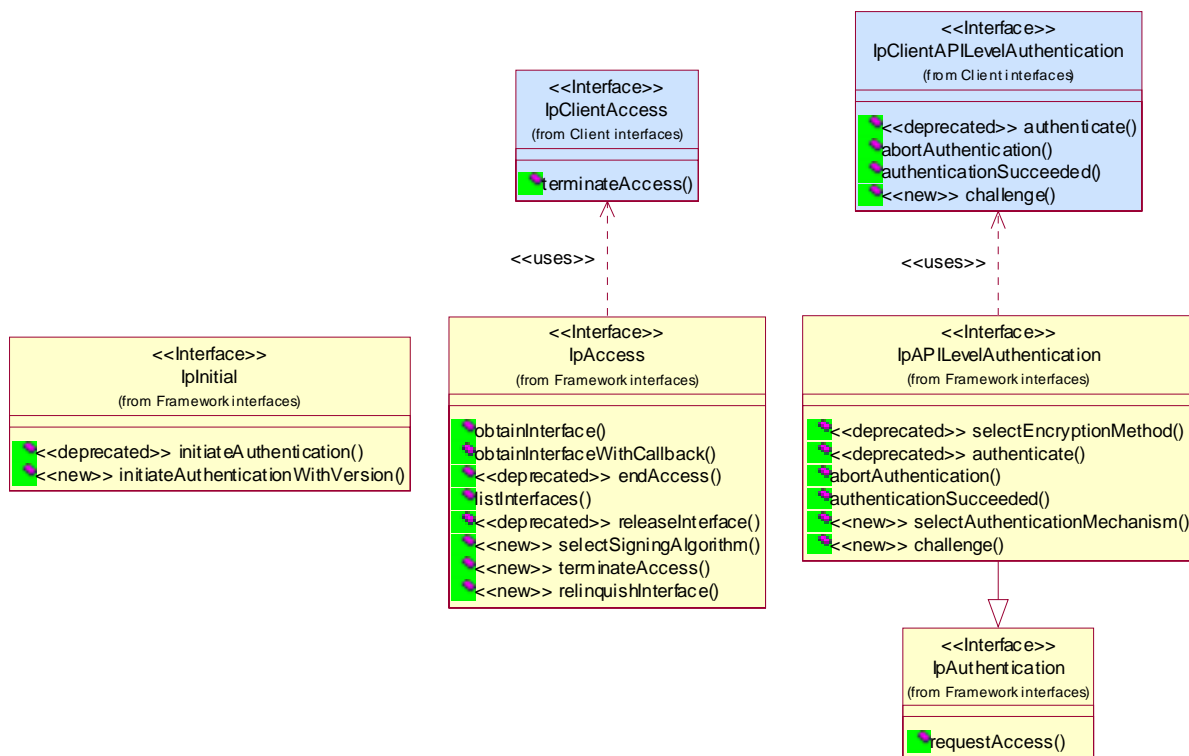 <<Interface>>
IpClientAPILevelAuthentication
(from Client interfaces)
<<deprecated>> authenticate()
abortAuthentication()
authenticationSucceeded()
<<new>> challenge()
<<Interface>>
IpClientAccess
(from Client interfaces)
terminateAccess()
<<uses>>
<<uses>>
<<Interface>>
IpInitial
(from Framework interfaces)
<<deprecated>> initiateAuthentication()
<<new>> initiateAuthenticationWithVersion()
<<Interface>>
IpAccess
(from Framework interfaces)
obtainInterface()
obtainInterfaceWithCallback()
<<deprecated>> endAccess()
listInterfaces()
<<deprecated>> releaseInterface()
<<new>> selectSigningAlgorithm()
<<new>> terminateAccess()
<<new>> relinquishInterface()
<<Interface>>
IpAPILevelAuthentication
(from Framework interfaces)
<<deprecated>> selectEncryptionMethod()
<<deprecated>> authenticate()
abortAuthentication()
authenticationSucceeded()
<<new>> selectAuthenticationMechanism()
<<new>> challenge()
<<Interface>>
IpAuthentication
(from Framework interfaces)
requestAccess()